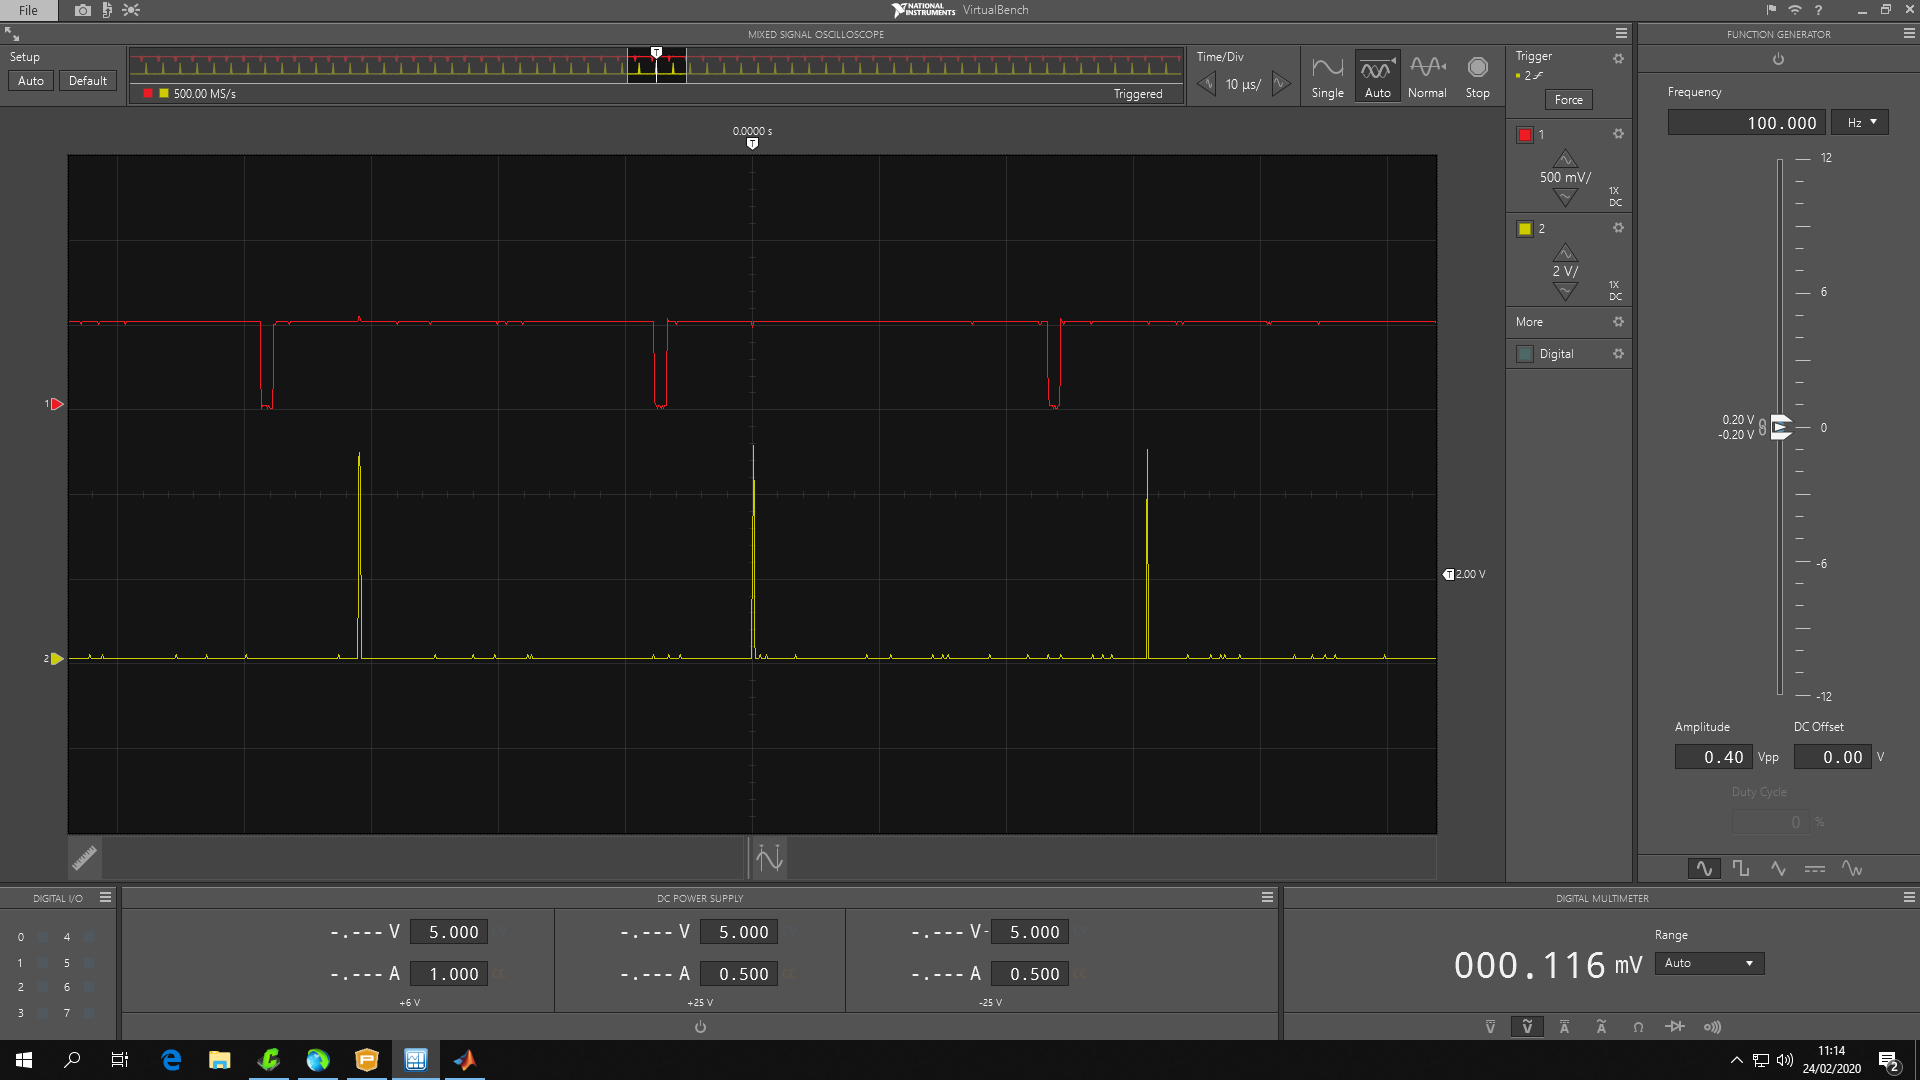 File
NATIONAL INSTRUMENTS VirtualBench
?
MIXED SIGNAL OSCILLOSCOPE
FUNCTION GENERATOR
Setup
Auto Default
T
500.00 MS/s
Triggered
Time/Div
10 µs/
Single Auto Normal Stop
Trigger
2
Force
0.0000 s
T
1
500 mV/
1X
DC
2
2 V/
1X
DC
More
Digital
1
2
T 2.00 V
Frequency
100.000 Hz
12
6
0.20 V
-0.20 V
0
-6
-12
Amplitude DC Offset
0.40 Vpp 0.00 V
Duty Cycle
0 %
DIGITAL I/O
0 4
1 5
2 6
3 7
DC POWER SUPPLY
-.--- V 5.000
-.--- A 1.000
+6 V
-.--- V 5.000
-.--- A 0.500
+25 V
-.--- V - 5.000
-.--- A 0.500
-25 V
DIGITAL MULTIMETER
000.116 mV
Range
Auto
V V A A Ω
11:14
24/02/2020
2